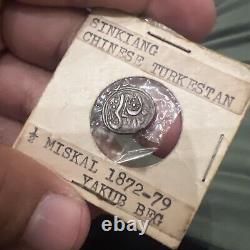 SINKIANG
CHINESE TURKESTAN
½ MISKAL 1872-79
YAKUB BEG